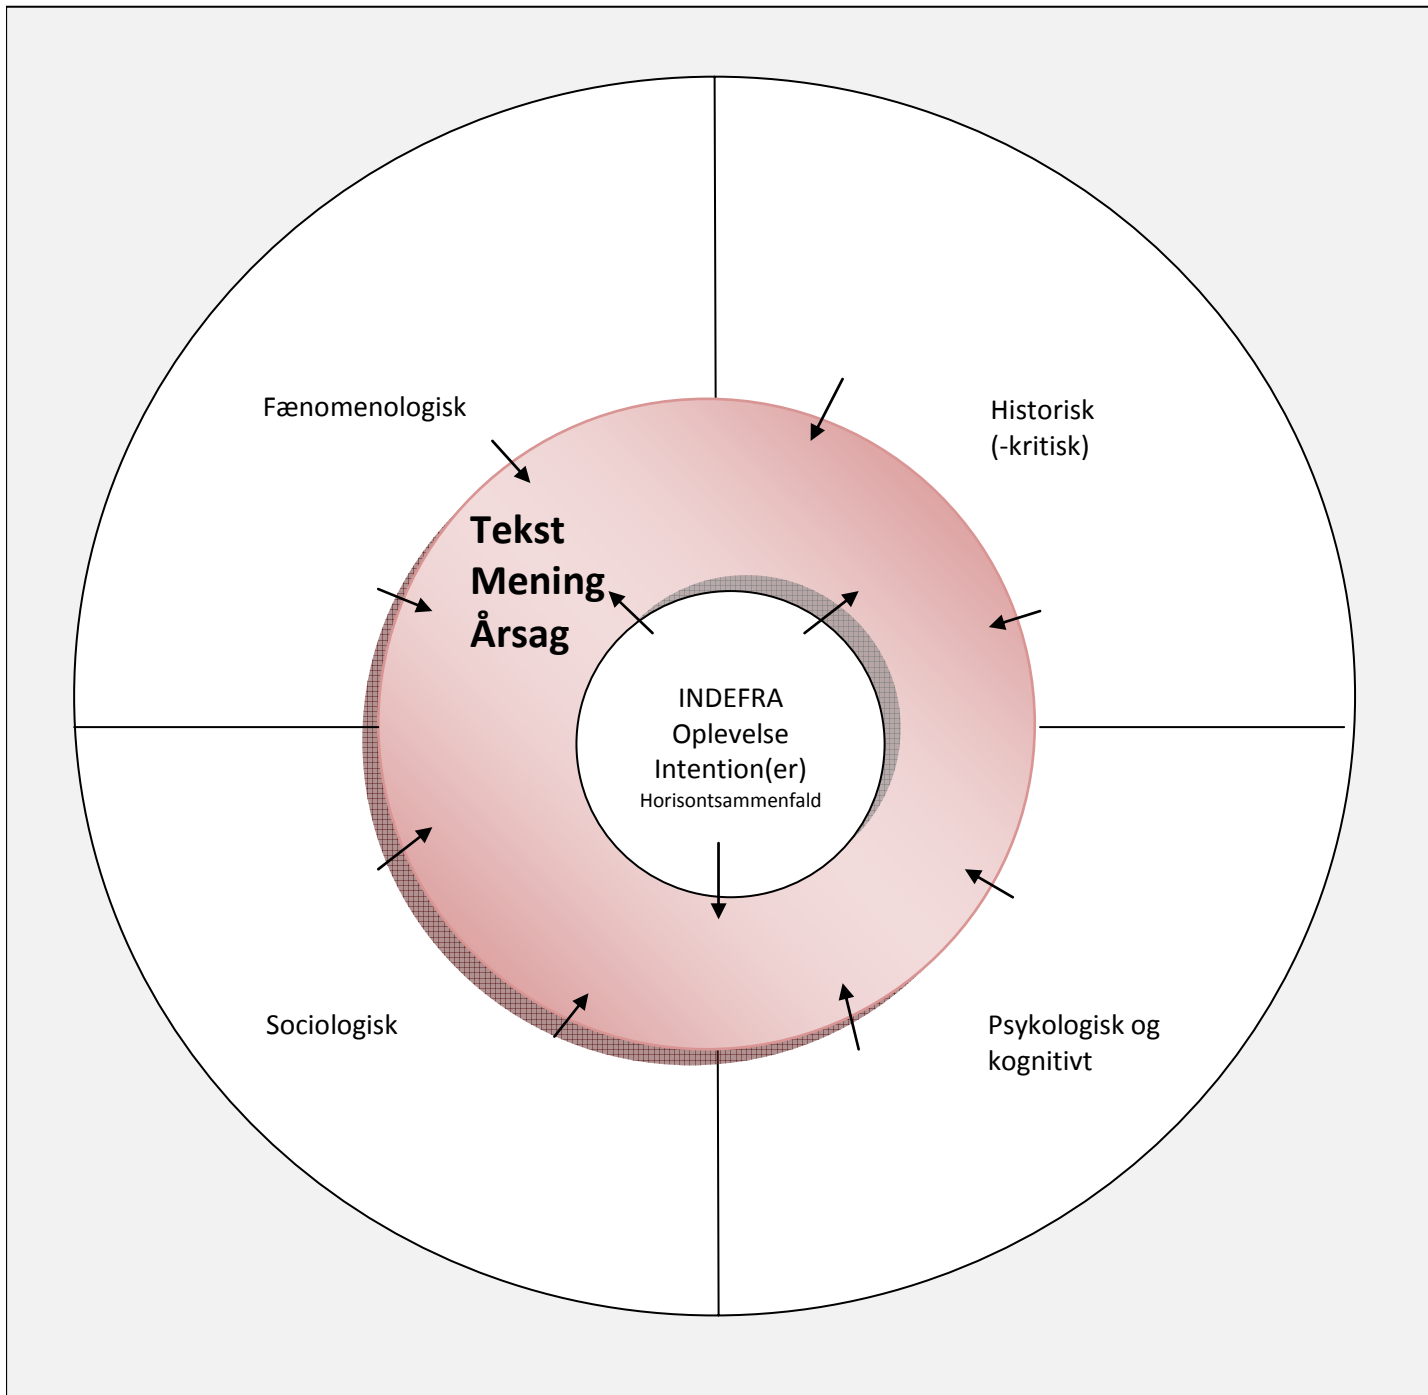 Fænomenologisk
Historisk
(-kritisk)
Tekst
Mening
Årsag
INDEFRA
Oplevelse
Intention(er)
Horisontsammenfald
Sociologisk
Psykologisk og
kognitivt